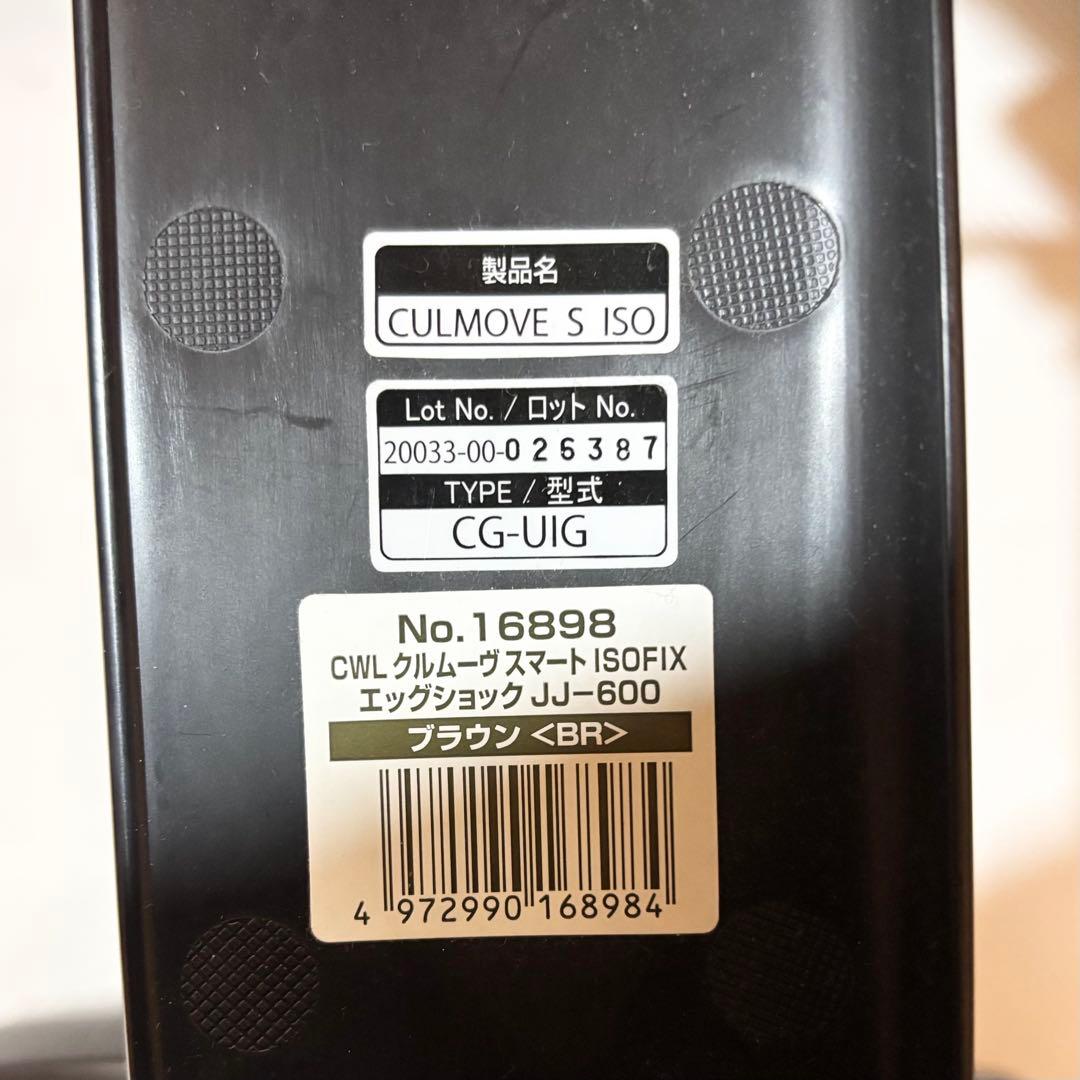 製品名
CULMOVE S ISO
Lot No. / ロット No.
20033-00-026387
TYPE / 型式
CG-UIG
No.16898
CWL クルムーヴ スマート ISOFIX
エッグショック JJ-600
ブラウン <BR>
4 972990 168984